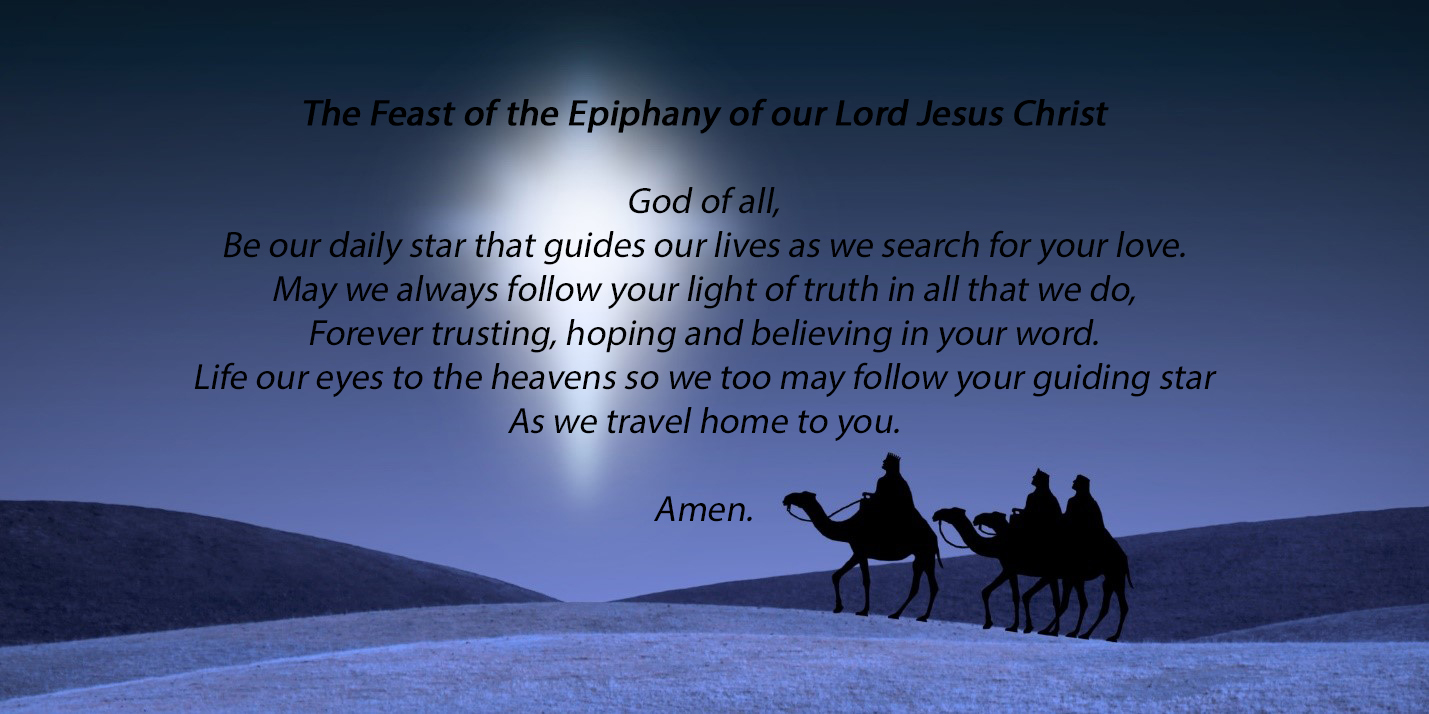 The Feast of the Epiphany of our Lord Jesus Christ
God of all,
Be our daily star that guides our lives as we search for your love.
May we always follow your light of truth in all that we do,
Forever trusting, hoping and believing in your word.
Life our eyes to the heavens so we too may follow your guiding star
As we travel home to you.
Amen.